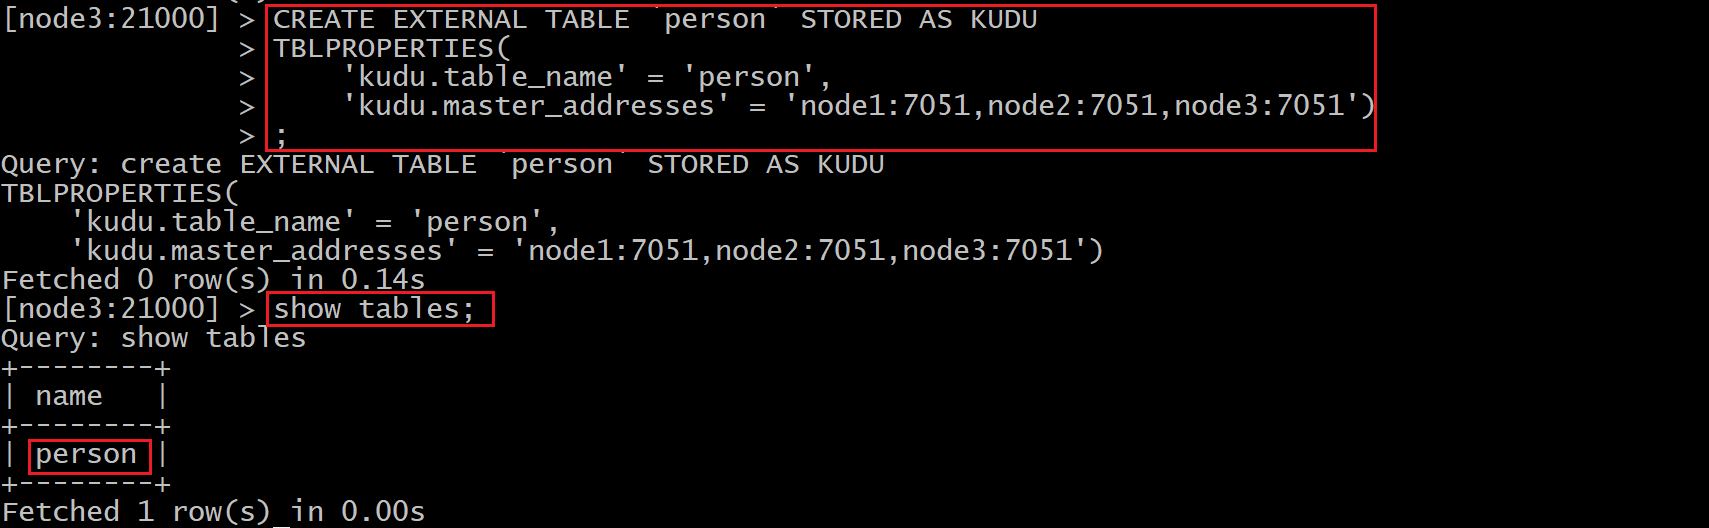 [node3:21000] > CREATE EXTERNAL TABLE `person` STORED AS KUDU
              > TBLPROPERTIES(
              >     'kudu.table_name' = 'person',
              >     'kudu.master_addresses' = 'node1:7051,node2:7051,node3:7051')
              > ;
Query: create EXTERNAL TABLE `person` STORED AS KUDU
TBLPROPERTIES(
    'kudu.table_name' = 'person',
    'kudu.master_addresses' = 'node1:7051,node2:7051,node3:7051')
Fetched 0 row(s) in 0.14s
[node3:21000] > show tables;
Query: show tables
+--------+
| name   |
+--------+
| person |
+--------+
Fetched 1 row(s) in 0.00s